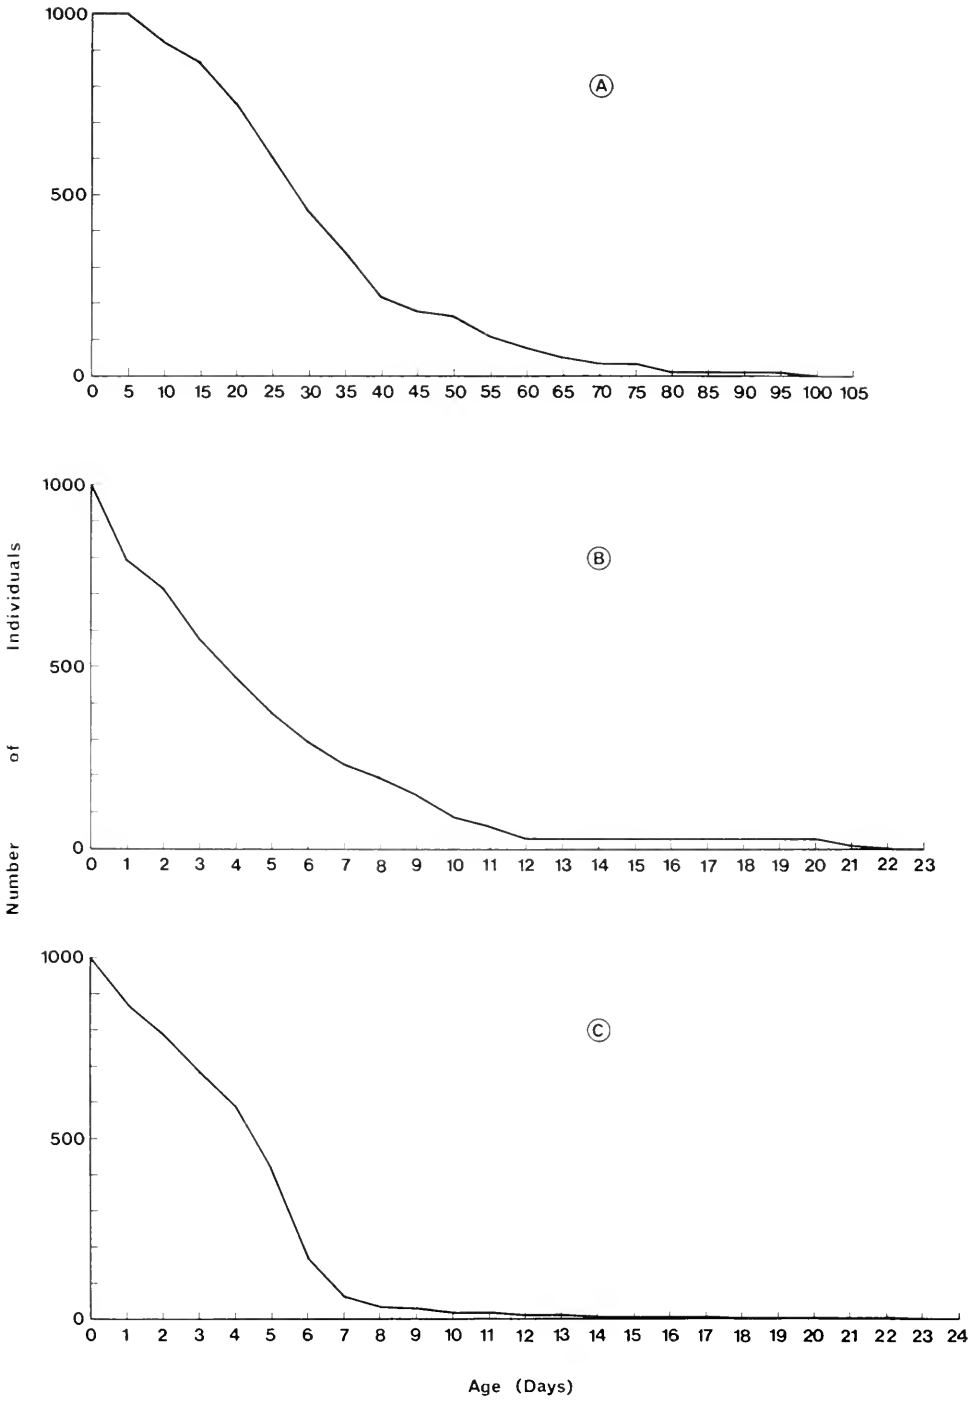 1000
500
0
A
0 5 10 15 20 25 30 35 40 45 50 55 60 65 70 75 80 85 90 95 100 105
Number of Individuals
1000
500
0
B
0 1 2 3 4 5 6 7 8 9 10 11 12 13 14 15 16 17 18 19 20 21 22 23
1000
500
0
C
0 1 2 3 4 5 6 7 8 9 10 11 12 13 14 15 16 17 18 19 20 21 22 23 24
Age (Days)